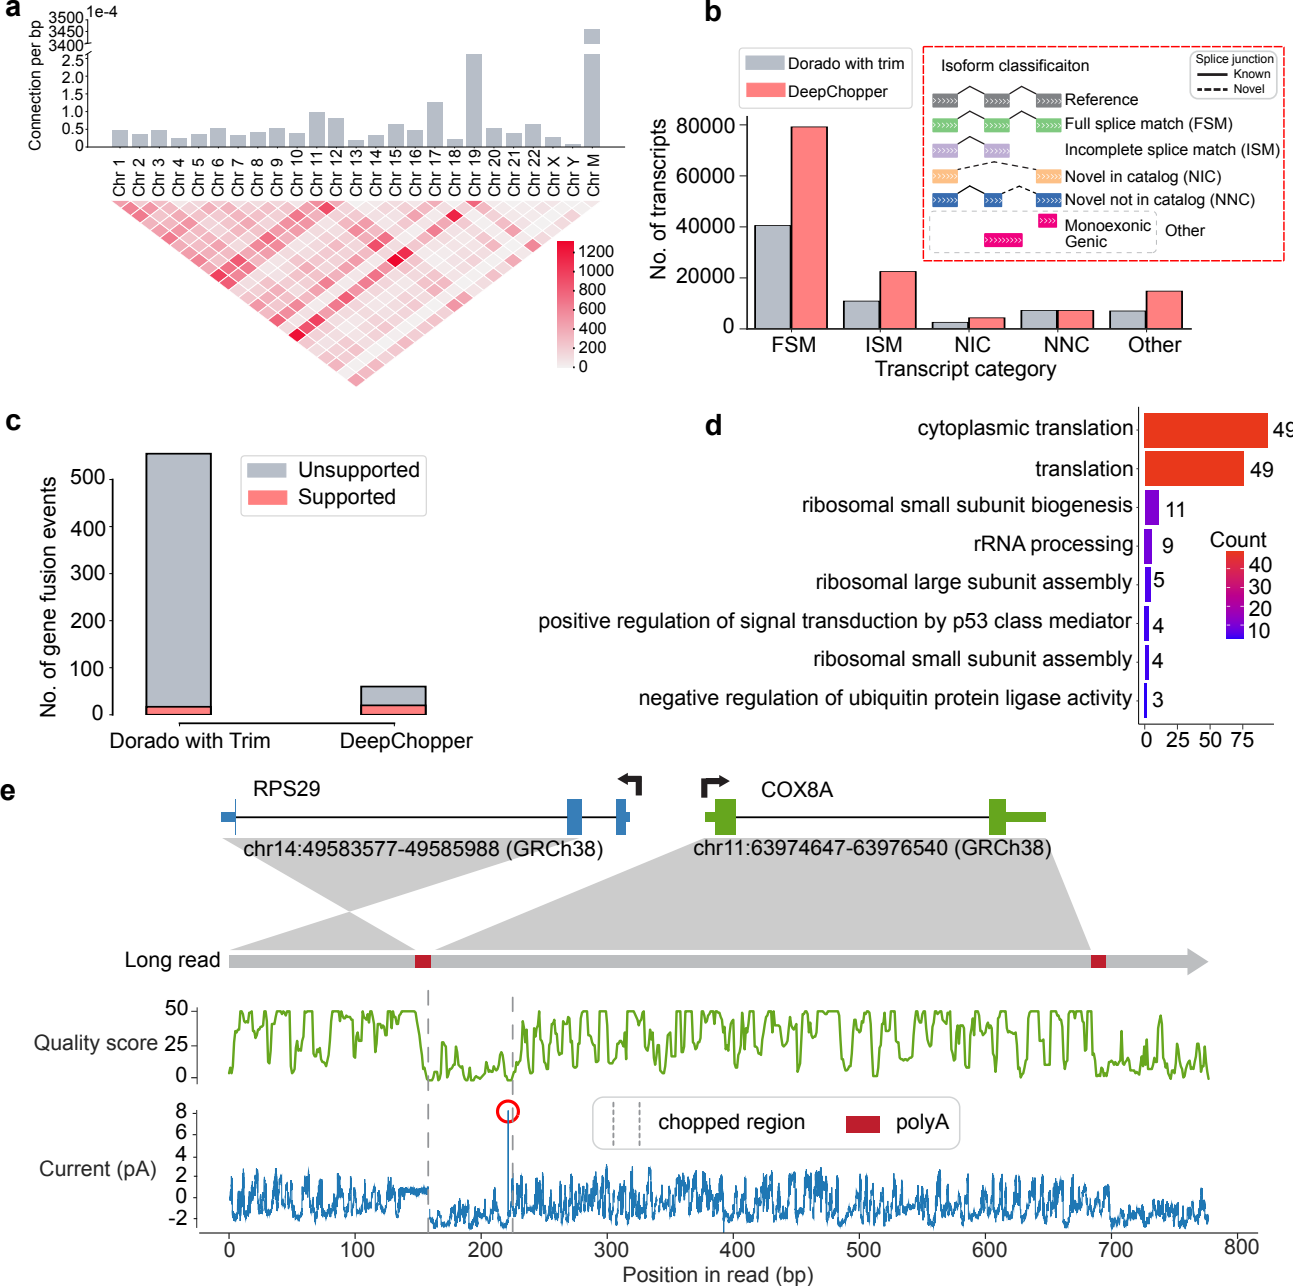 a
1e-4
3500
3450
3400
2.5
2.0
1.5
1.0
0.5
0
Connection per bp
Chr 1
Chr 2
Chr 3
Chr 4
Chr 5
Chr 6
Chr 7
Chr 8
Chr 9
Chr 10
Chr 11
Chr 12
Chr 13
Chr 14
Chr 15
Chr 16
Chr 17
Chr 18
Chr 19
Chr 20
Chr 21
Chr 22
Chr X
Chr Y
Chr M
1200
1000
800
600
400
200
0
b
Dorado with trim
DeepChopper
Isoform classificaiton
Splice junction
Known
Novel
Reference
Full splice match (FSM)
Incomplete splice match (ISM)
Novel in catalog (NIC)
Novel not in catalog (NNC)
Monoexonic
Genic
Other
No. of transcripts
80000
60000
40000
20000
0
FSM
ISM
NIC
NNC
Other
Transcript category
c
No. of gene fusion events
500
400
300
200
100
0
Unsupported
Supported
Dorado with Trim
DeepChopper
d
cytoplasmic translation 49
translation 49
ribosomal small subunit biogenesis 11
rRNA processing 9
ribosomal large subunit assembly 5
positive regulation of signal transduction by p53 class mediator 4
ribosomal small subunit assembly 4
negative regulation of ubiquitin protein ligase activity 3
Count
40
30
20
10
0 25 50 75
e
RPS29
COX8A
chr14:49583577-49585988 (GRCh38)
chr11:63974647-63976540 (GRCh38)
Long read
Quality score
50
25
0
chopped region
polyA
Current (pA)
8
6
4
2
0
-2
0 100 200 300 400 500 600 700 800
Position in read (bp)